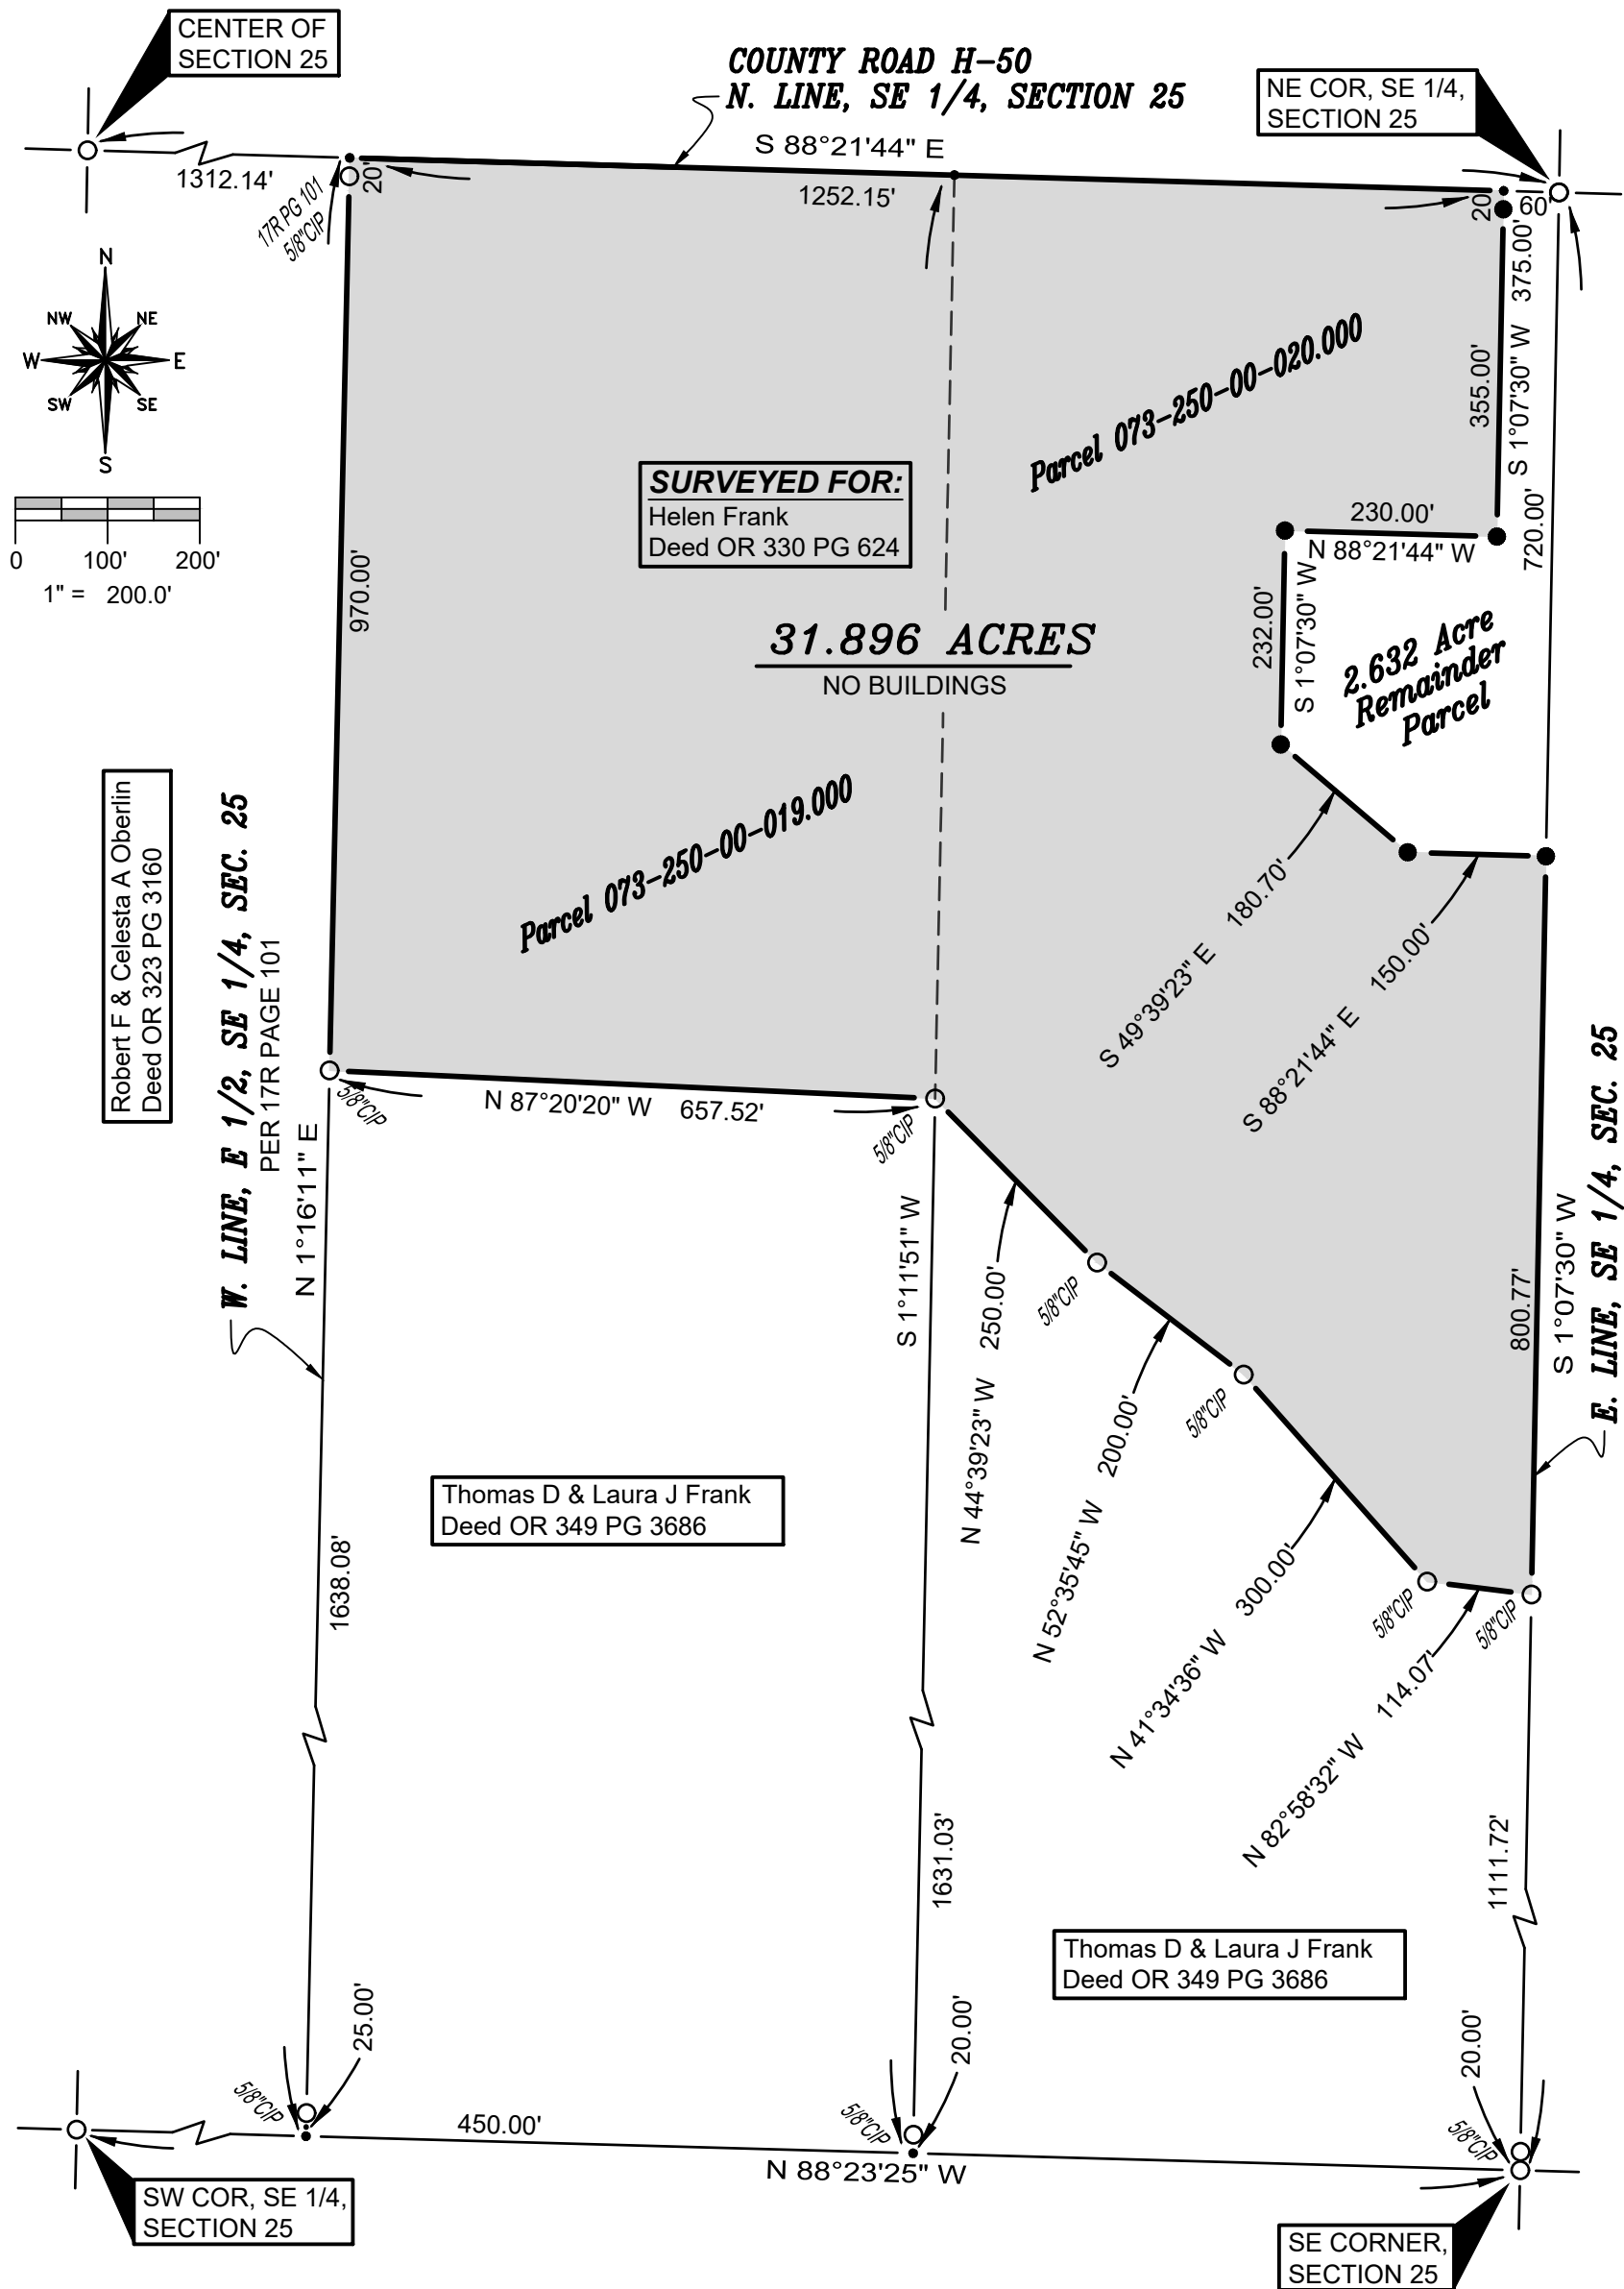 CENTER OF
SECTION 25
COUNTY ROAD H-50
N. LINE, SE 1/4, SECTION 25
NE COR, SE 1/4,
SECTION 25
S 88°21'44" E
1312.14'
20'
1252.15'
20'
60'
17R PG 101
5/8"CIP
N
NW
NE
W
E
SW
SE
S
0 100' 200'
1" = 200.0'
375.00'
S 1°07'30" W
355.00'
720.00'
Parcel 073-250-00-020.000
SURVEYED FOR:
Helen Frank
Deed OR 330 PG 624
230.00'
N 88°21'44" W
970.00'
232.00'
S 1°07'30" W
31.896 ACRES
NO BUILDINGS
2.632 Acre
Remainder
Parcel
Robert F & Celesta A Oberlin
Deed OR 323 PG 3160
W. LINE, E 1/2, SE 1/4, SEC. 25
PER 17R PAGE 101
N 1°16'11" E
Parcel 073-250-00-019.000
S 49°39'23" E 180.70'
S 88°21'44" E 150.00'
5/8"CIP
N 87°20'20" W 657.52'
5/8"CIP
S 1°11'51" W
5/8"CIP
N 44°39'23" W 250.00'
5/8"CIP
800.77'
S 1°07'30" W
E. LINE, SE 1/4, SEC. 25
N 52°35'45" W 200.00'
N 41°34'36" W 300.00'
5/8"CIP
5/8"CIP
N 82°58'32" W 114.07'
Thomas D & Laura J Frank
Deed OR 349 PG 3686
1638.08'
1631.03'
1111.72'
Thomas D & Laura J Frank
Deed OR 349 PG 3686
25.00'
20.00'
20.00'
5/8"CIP
5/8"CIP
5/8"CIP
450.00'
N 88°23'25" W
SW COR, SE 1/4,
SECTION 25
SE CORNER,
SECTION 25